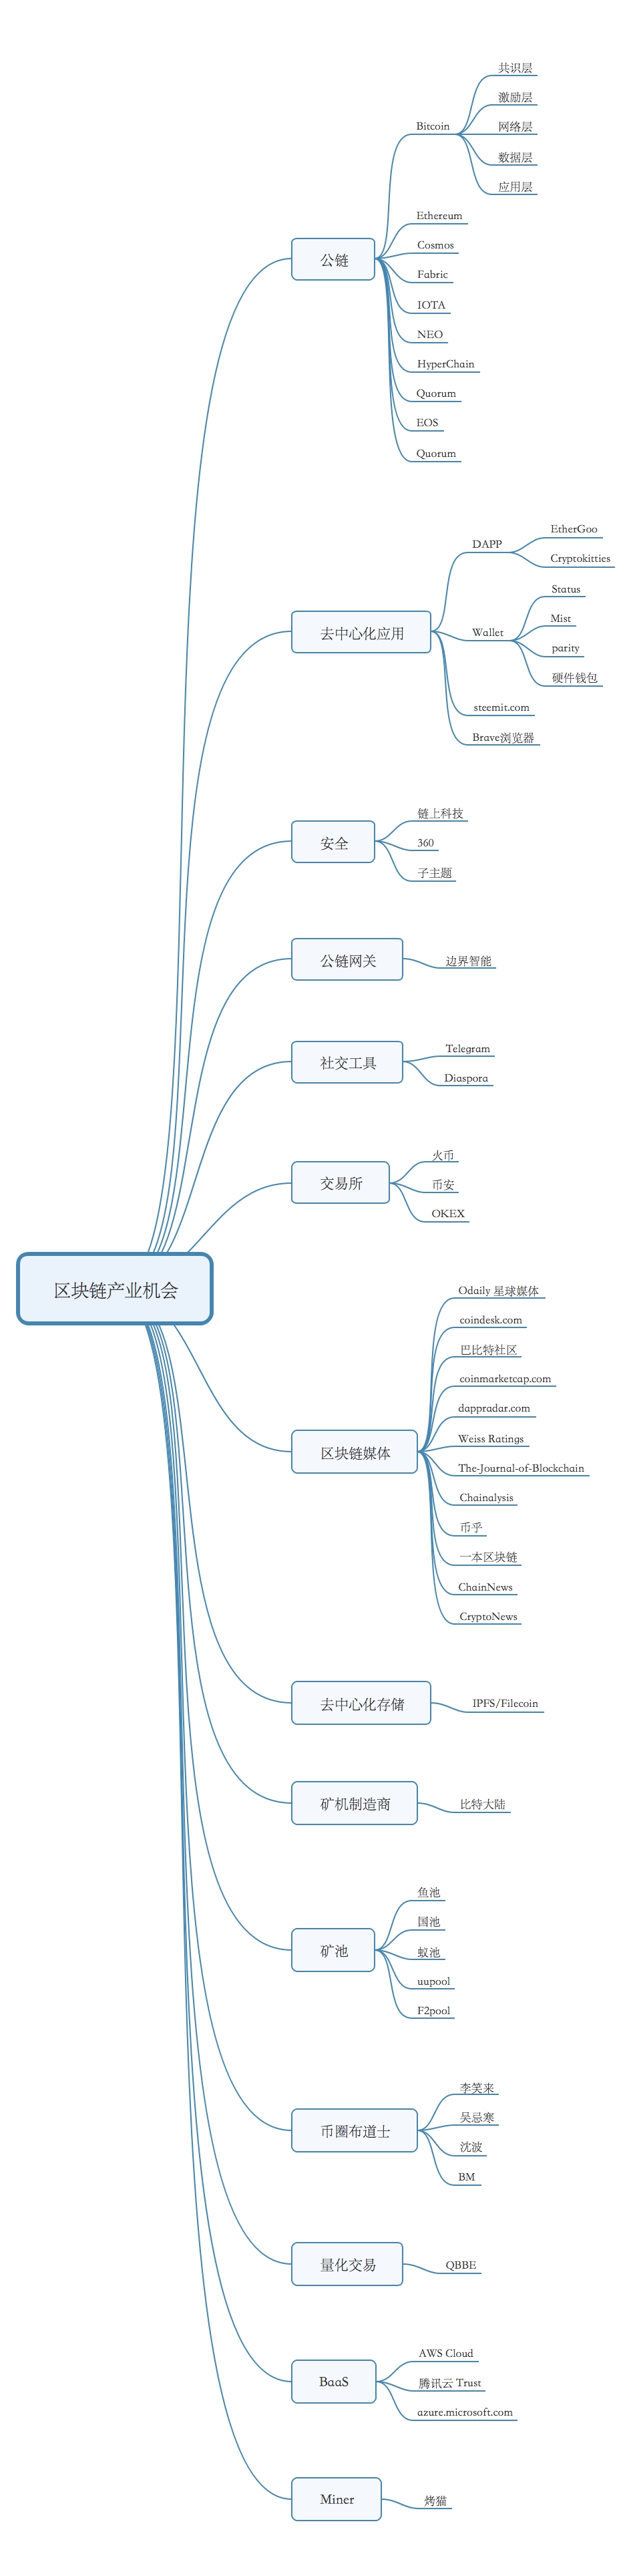 区块链产业机会
公链
Bitcoin
共识层
激励层
网络层
数据层
应用层
Ethereum
Cosmos
Fabric
IOTA
NEO
HyperChain
Quorum
EOS
Quorum
去中心化应用
DAPP
EtherGoo
Cryptokitties
Wallet
Status
Mist
parity
硬件钱包
steemit.com
Brave浏览器
安全
链上科技
360
子主题
公链网关
边界智能
社交工具
Telegram
Diaspora
交易所
火币
币安
OKEX
区块链媒体
Odaily 星球媒体
coindesk.com
巴比特社区
coinmarketcap.com
dappradar.com
Weiss Ratings
The-Journal-of-Blockchain
Chainalysis
币乎
一本区块链
ChainNews
CryptoNews
去中心化存储
IPFS/Filecoin
矿机制造商
比特大陆
矿池
鱼池
国池
蚁池
uupool
F2pool
币圈布道士
李笑来
吴忌寒
沈波
BM
量化交易
QBBE
BaaS
AWS Cloud
腾讯云 Trust
azure.microsoft.com
Miner
烤猫